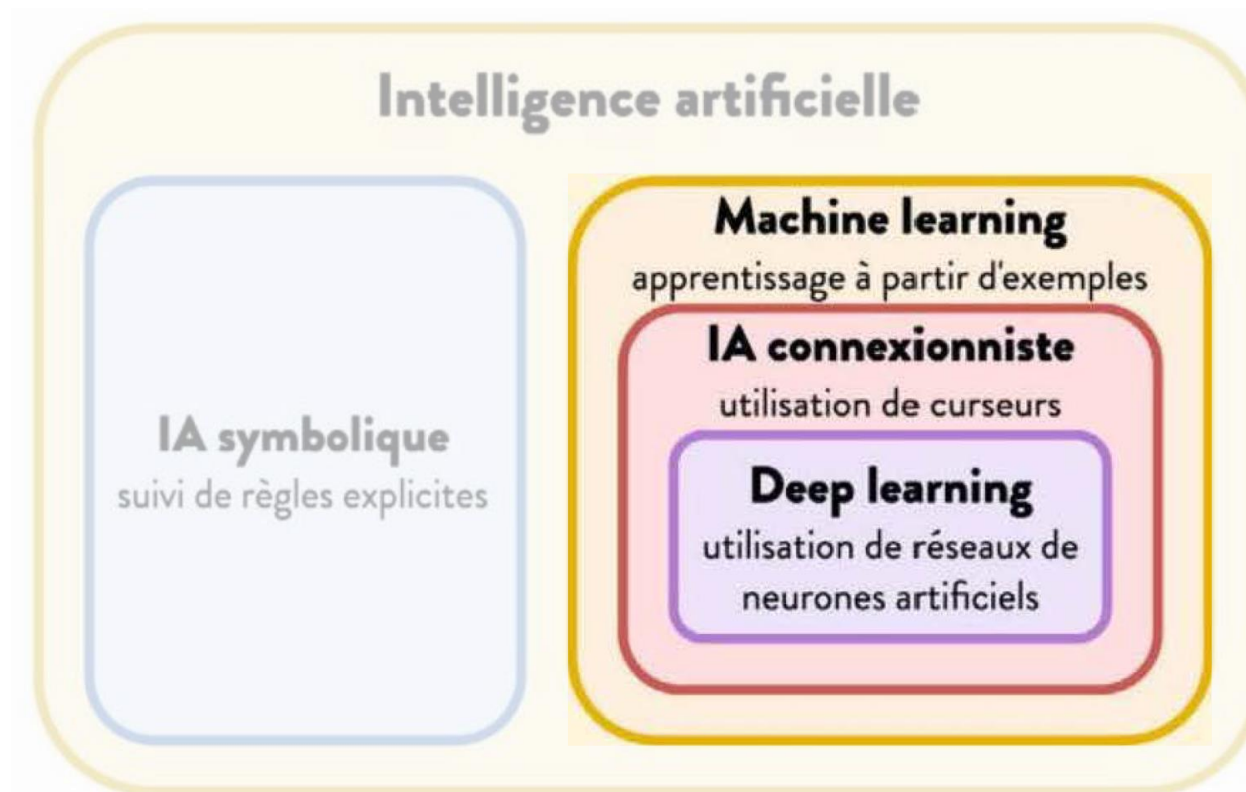 Intelligence artificielle
IA symbolique
suivi de règles explicites
Machine learning
apprentissage à partir d'exemples
IA connexionniste
utilisation de curseurs
Deep learning
utilisation de réseaux de
neurones artificiels